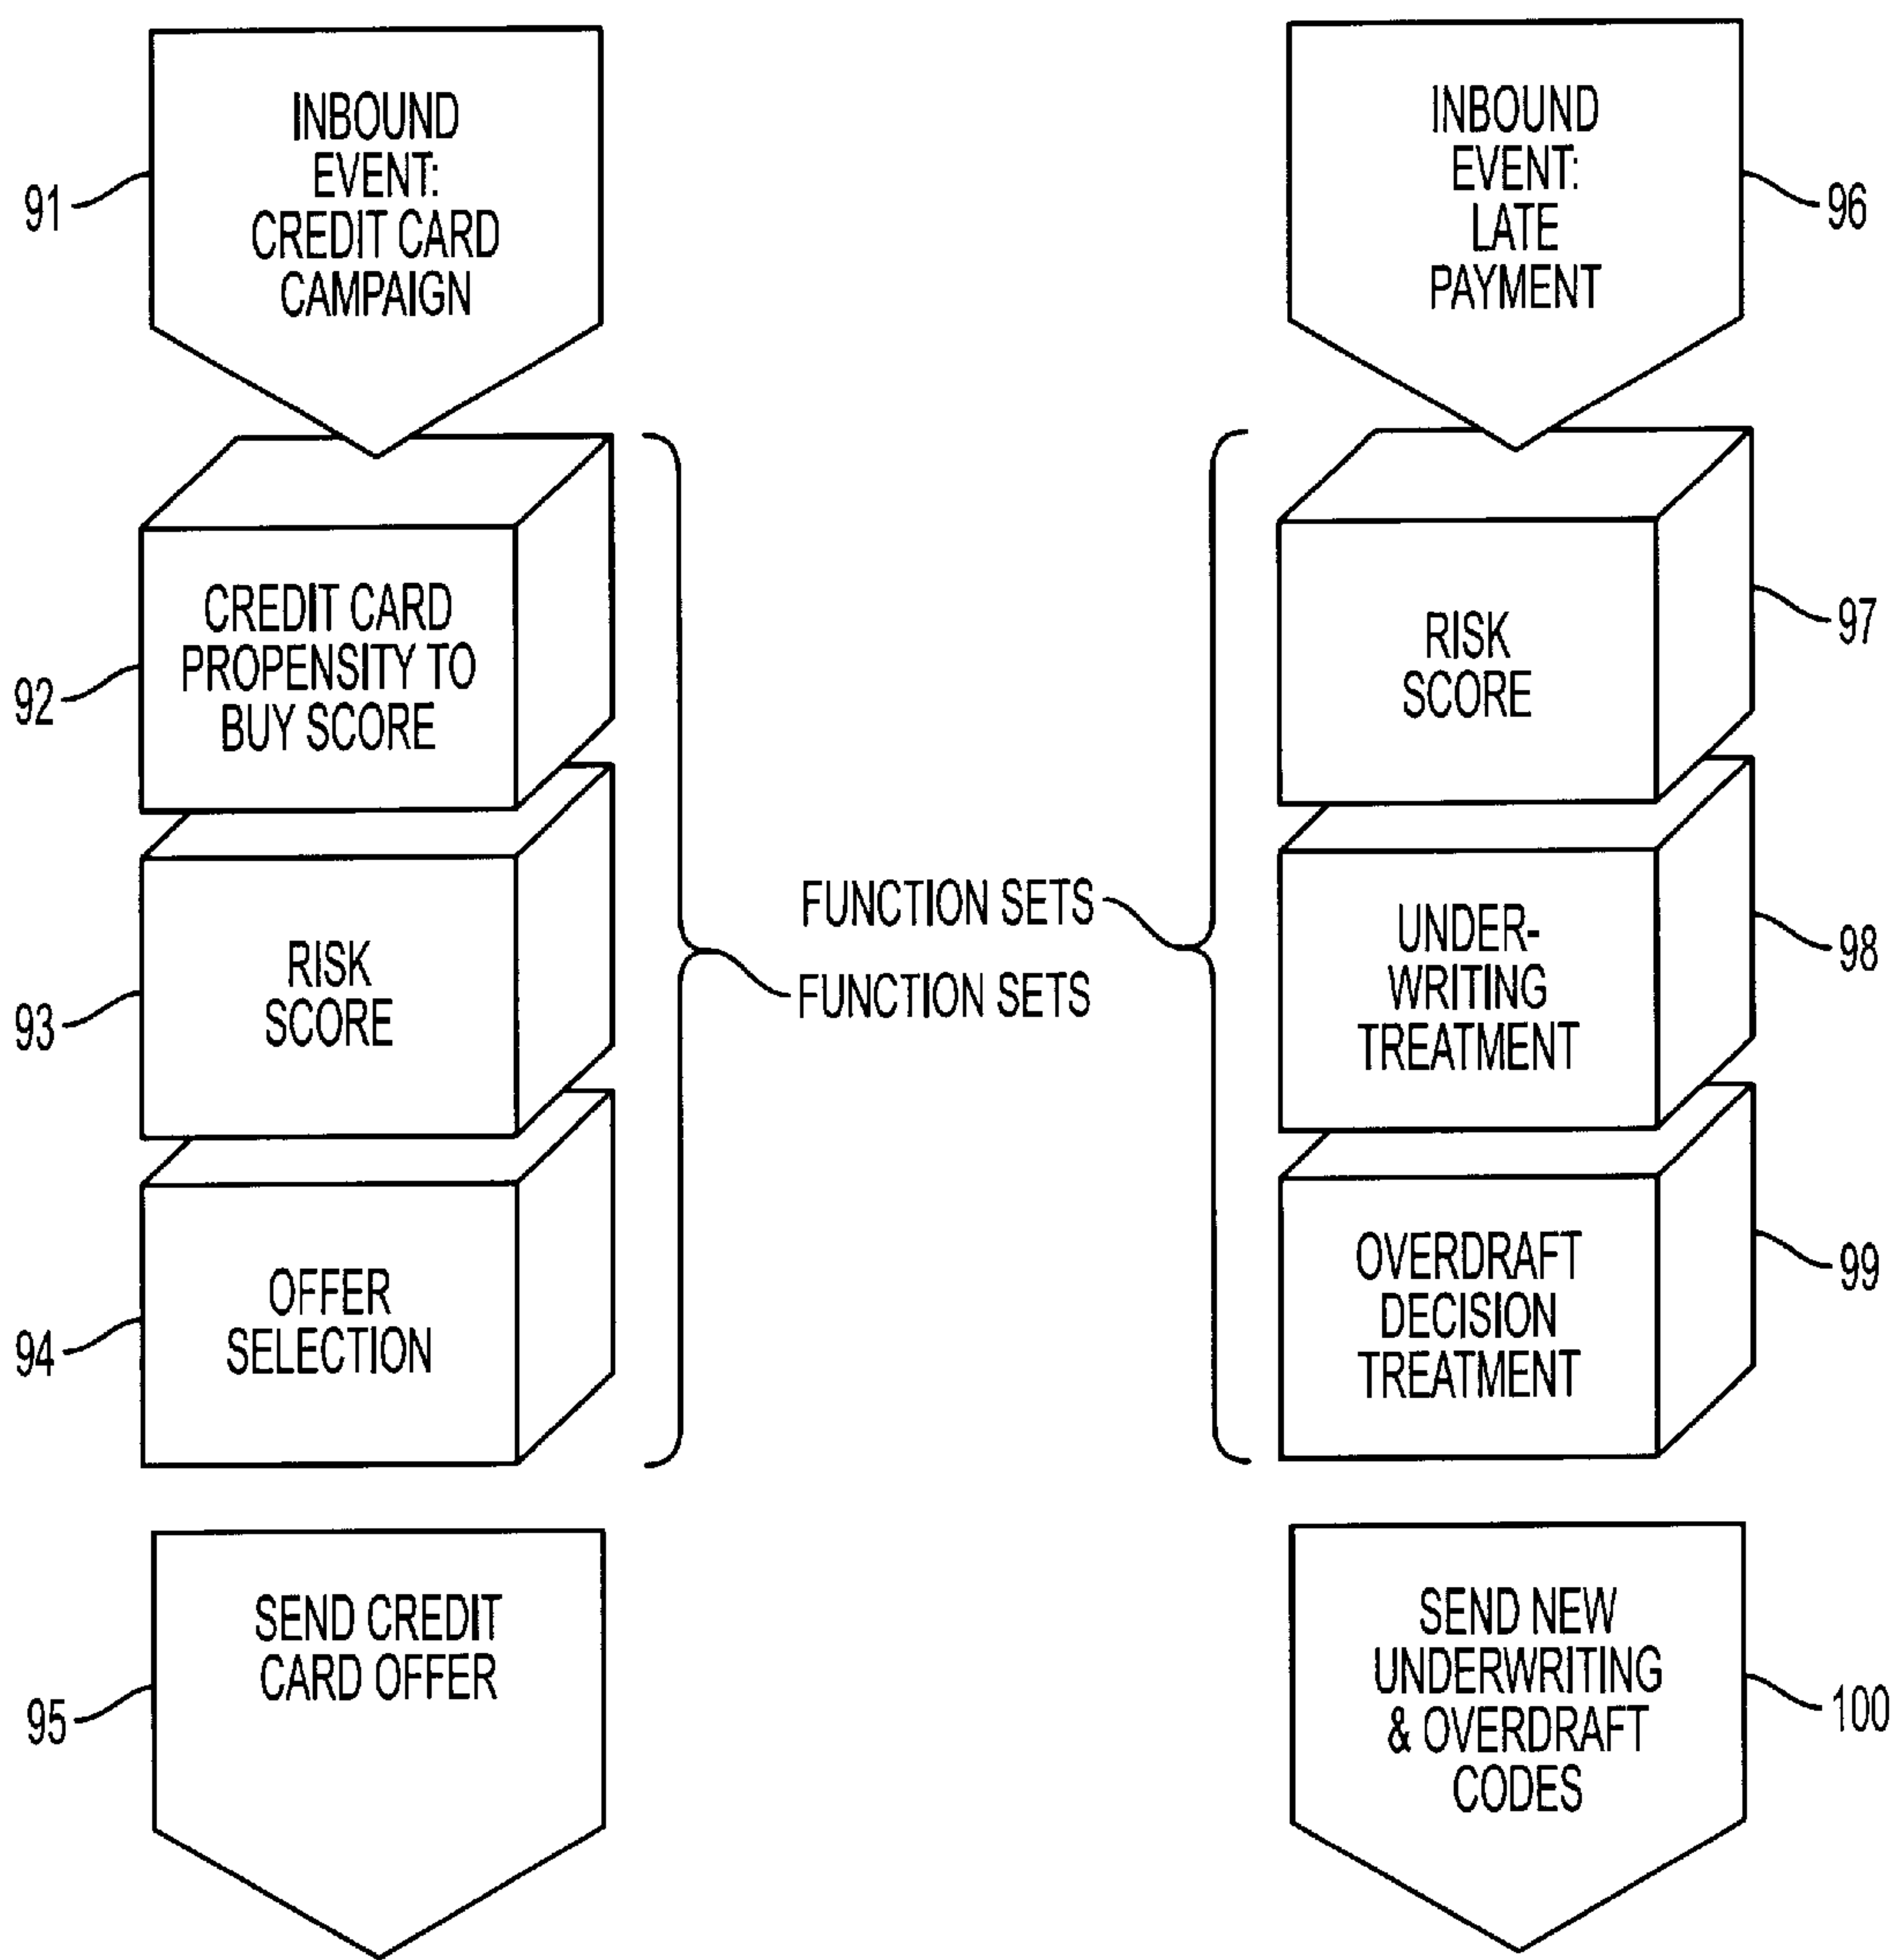 INBOUND
EVENT:
CREDIT CARD
CAMPAIGN
91
CREDIT CARD
PROPENSITY TO
BUY SCORE
92
RISK
SCORE
93
OFFER
SELECTION
94
SEND CREDIT
CARD OFFER
95
FUNCTION SETS
FUNCTION SETS
INBOUND
EVENT:
LATE
PAYMENT
96
RISK
SCORE
97
UNDER-
WRITING
TREATMENT
98
OVERDRAFT
DECISION
TREATMENT
99
SEND NEW
UNDERWRITING
& OVERDRAFT
CODES
100